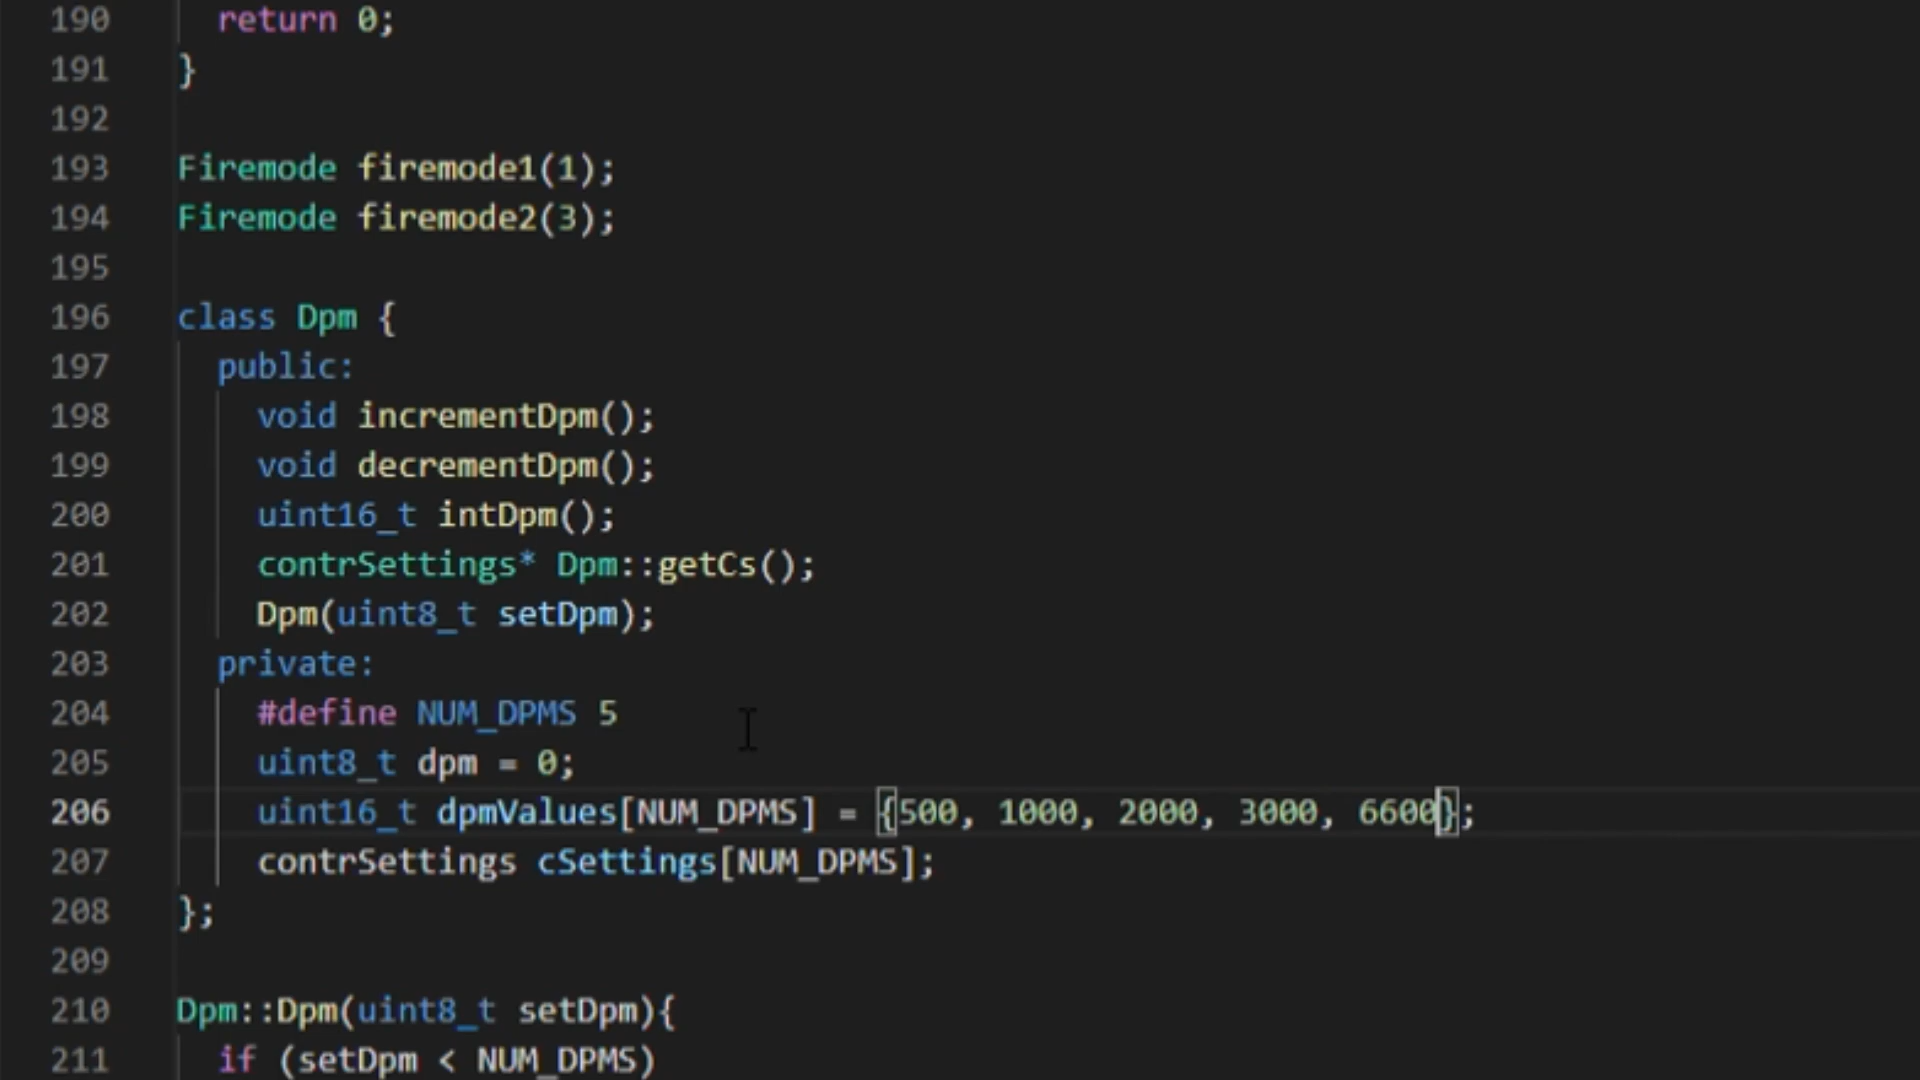 190 return 0;
191 }
192
193 Firemode firemode1(1);
194 Firemode firemode2(3);
195
196 class Dpm {
197 public:
198 void incrementDpm();
199 void decrementDpm();
200 uint16_t intDpm();
201 contrSettings* Dpm::getCs();
202 Dpm(uint8_t setDpm);
203 private:
204 #define NUM_DPMS 5
205 uint8_t dpm = 0;
206 uint16_t dpmValues[NUM_DPMS] = {500, 1000, 2000, 3000, 6600};
207 contrSettings cSettings[NUM_DPMS];
208 };
209
210 Dpm::Dpm(uint8_t setDpm){
211 if (setDpm < NUM_DPMS)